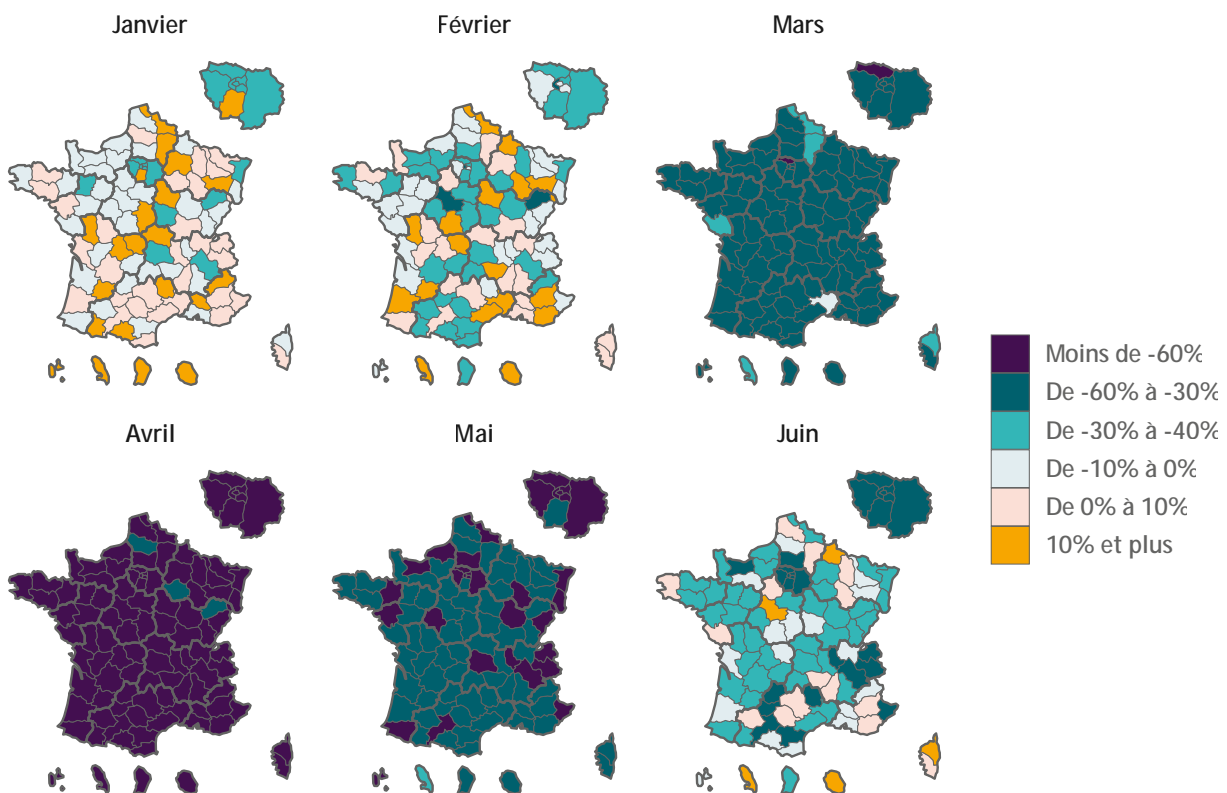 Janvier
Février
Mars
Moins de -60%
De -60% à -30%
De -30% à -40%
De -10% à 0%
De 0% à 10%
10% et plus
Avril
Mai
Juin